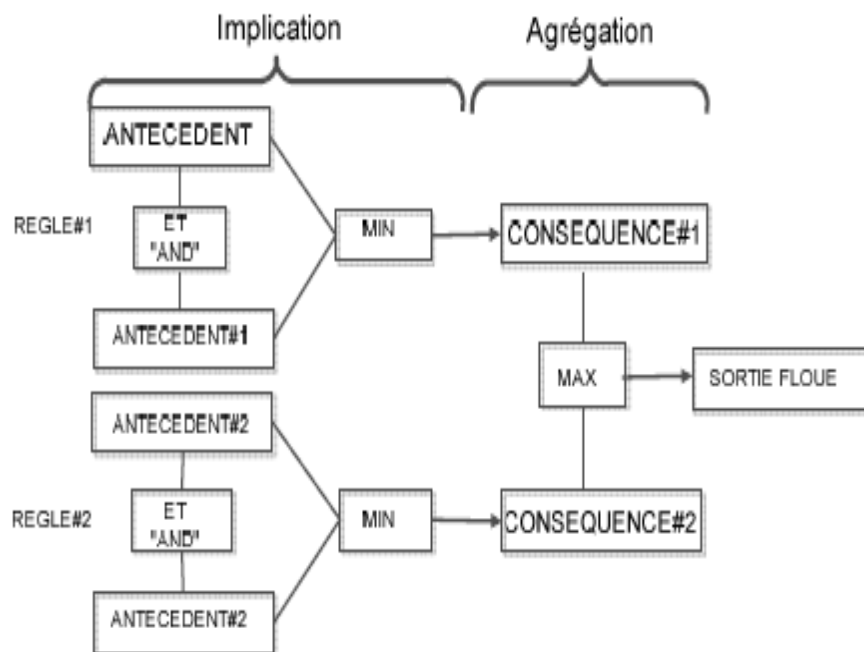 Implication
Agrégation
ANTECEDENT
REGLE#1
ET
"AND"
MIN
CONSEQUENCE#1
ANTECEDENT#1
MAX
SORTIE FLOUE
ANTECEDENT#2
REGLE#2
ET
"AND"
MIN
CONSEQUENCE#2
ANTECEDENT#2